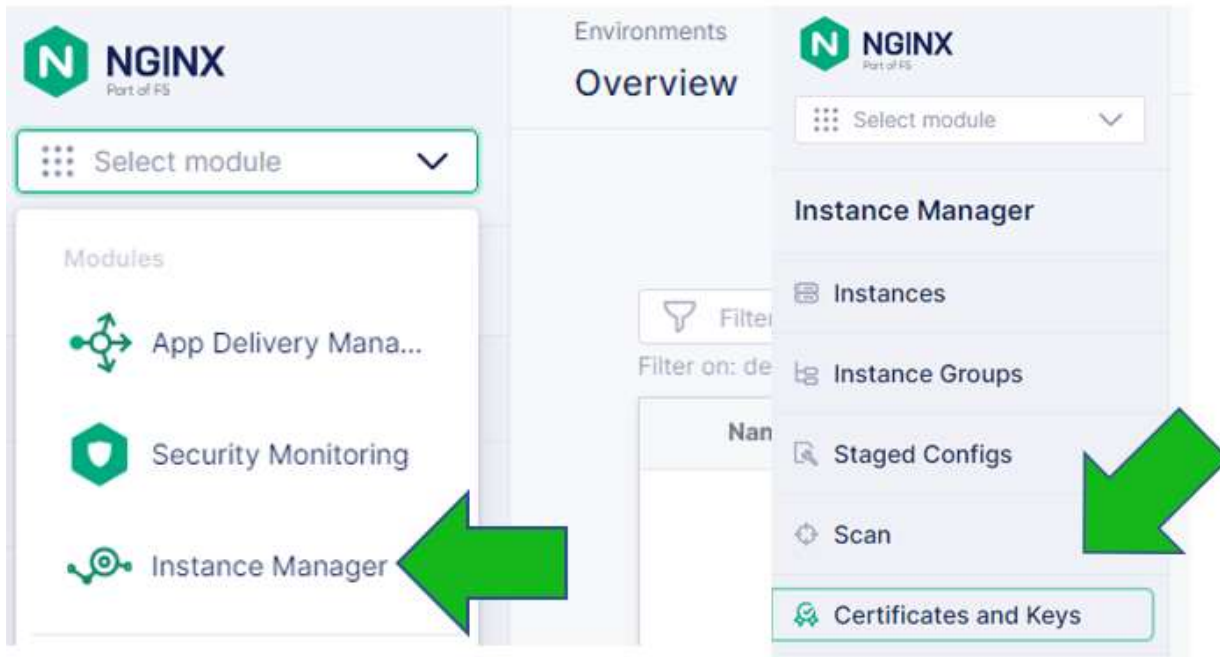 NGINX
Part of F5
Select module
Modules
App Delivery Mana...
Security Monitoring
Instance Manager
Environments
Overview
Filter
Filter on: de
Nan
NGINX
Part of F5
Select module
Instance Manager
Instances
Instance Groups
Staged Configs
Scan
Certificates and Keys